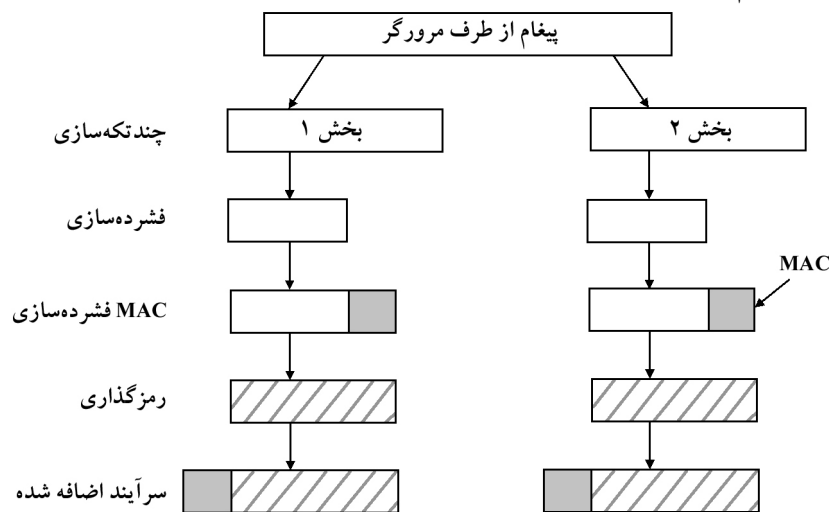 پیغام از طرف مرورگر
چندتکه‌سازی
بخش ۱
بخش ۲
فشرده‌سازی
MAC
MAC فشرده‌سازی
رمزگذاری
سرآیند اضافه شده